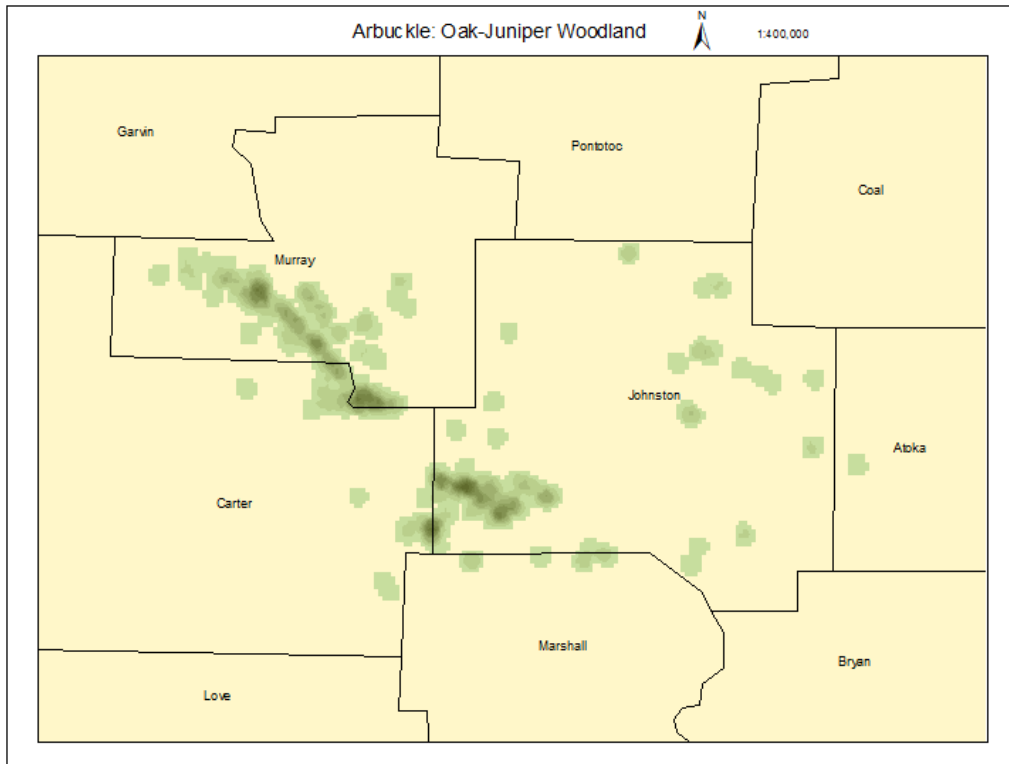 Arbuckle: Oak-Juniper Woodland
N
1:400,000
Garvin
Pontotoc
Coal
Murray
Johnston
Atoka
Carter
Marshall
Bryan
Love